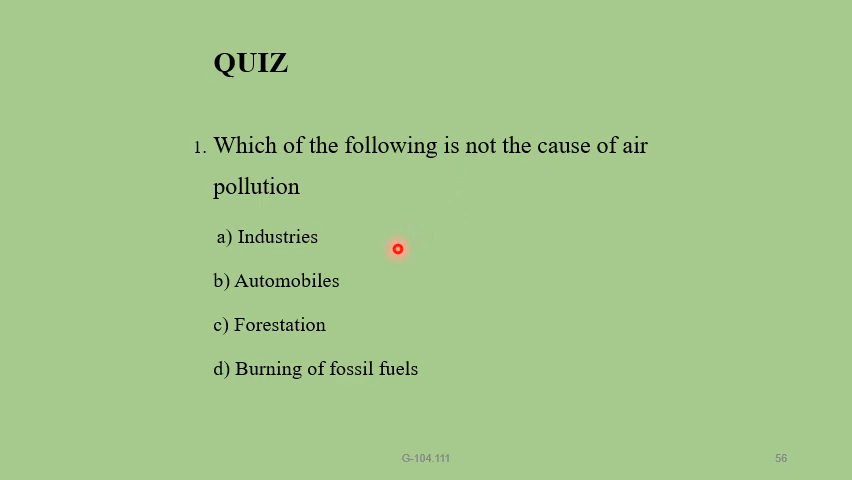 QUIZ
1. Which of the following is not the cause of air
pollution
a) Industries
b) Automobiles
c) Forestation
d) Burning of fossil fuels
G-104.111
56